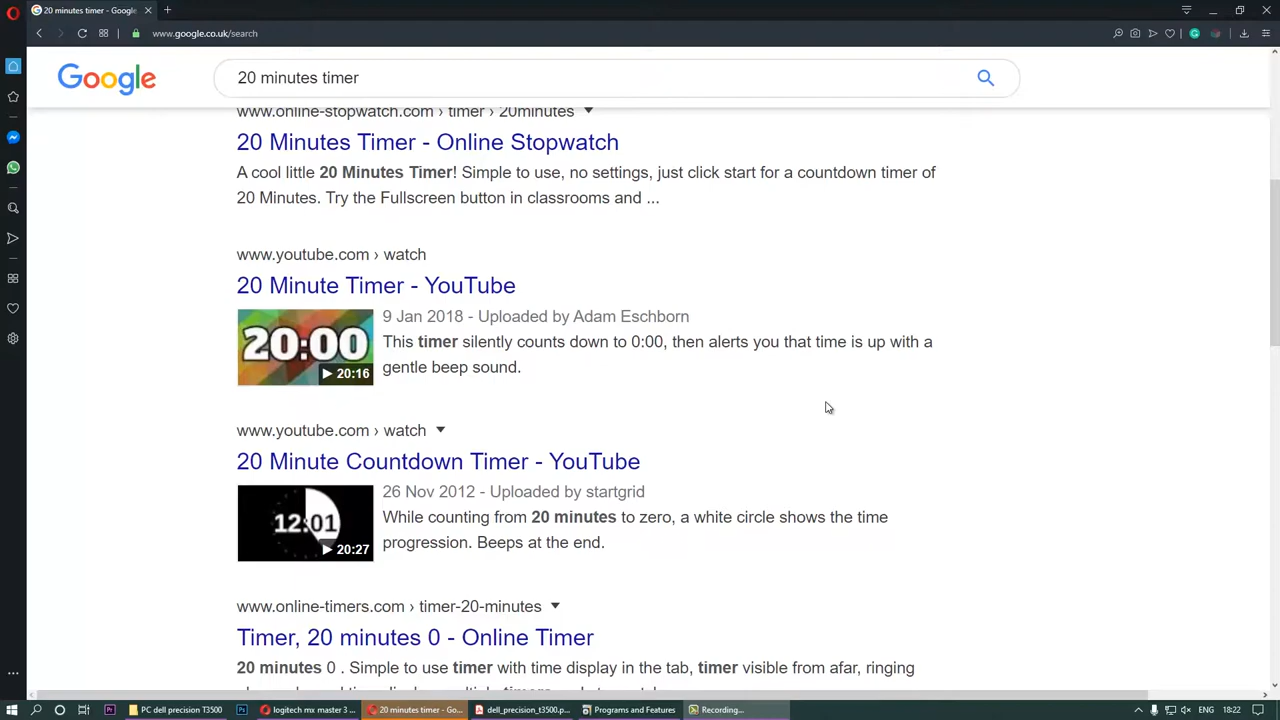 20 minutes timer - Google
www.google.co.uk/search
Google
20 minutes timer
www.online-stopwatch.com › timer › 20minutes
20 Minutes Timer - Online Stopwatch
A cool little 20 Minutes Timer! Simple to use, no settings, just click start for a countdown timer of
20 Minutes. Try the Fullscreen button in classrooms and ...
www.youtube.com › watch
20 Minute Timer - YouTube
20:00
20:16
9 Jan 2018 - Uploaded by Adam Eschborn
This timer silently counts down to 0:00, then alerts you that time is up with a
gentle beep sound.
www.youtube.com › watch
20 Minute Countdown Timer - YouTube
12:01
20:27
26 Nov 2012 - Uploaded by startgrid
While counting from 20 minutes to zero, a white circle shows the time
progression. Beeps at the end.
www.online-timers.com › timer-20-minutes
Timer, 20 minutes 0 - Online Timer
20 minutes 0 . Simple to use timer with time display in the tab, timer visible from afar, ringing
PC dell precision T3500
logitech mx master 3 ...
20 minutes timer - Go...
dell_precision_t3500.p...
Programs and Features
Recording...
ENG
18:22